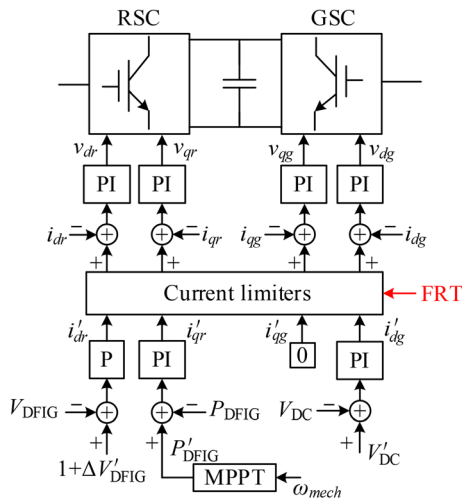 RSC GSC
v_dr v_qr v_qg v_dg
PI PI PI PI
i_dr − − i_qr i_qg − − i_dg
+ + + +
Current limiters FRT
i′_dr i′_qr i′_qg i′_dg
P PI 0 PI
V_DFIG − − P_DFIG V_DC −
+ + +
1+ΔV′_DFIG P′_DFIG V′_DC
MPPT ω_mech